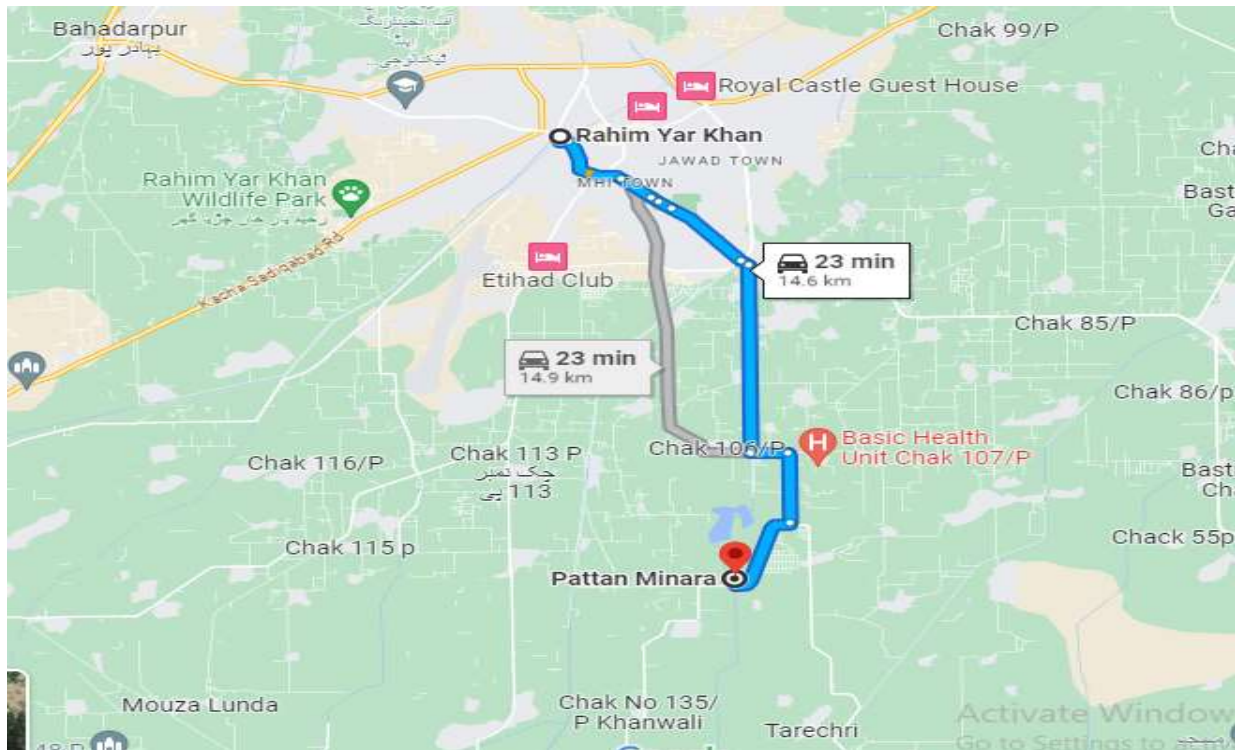 Bahadarpur
بہادر پور
Chak 99/P
Royal Castle Guest House
Rahim Yar Khan
JAWAD TOWN
MHI TOWN
Rahim Yar Khan
Wildlife Park
Kacha Sadiqabad Rd
Etihad Club
23 min
14.6 km
23 min
14.9 km
Chak 85/P
Chak 86/p
Chak 106/P
Basic Health
Unit Chak 107/P
Chak 113 P
چک نمبر
113 پی
Chak 116/P
Chak 115 p
Chack 55p
Pattan Minara
Mouza Lunda
Chak No 135/
P Khanwali
Tarechri
Activate Window
Go to Settings to